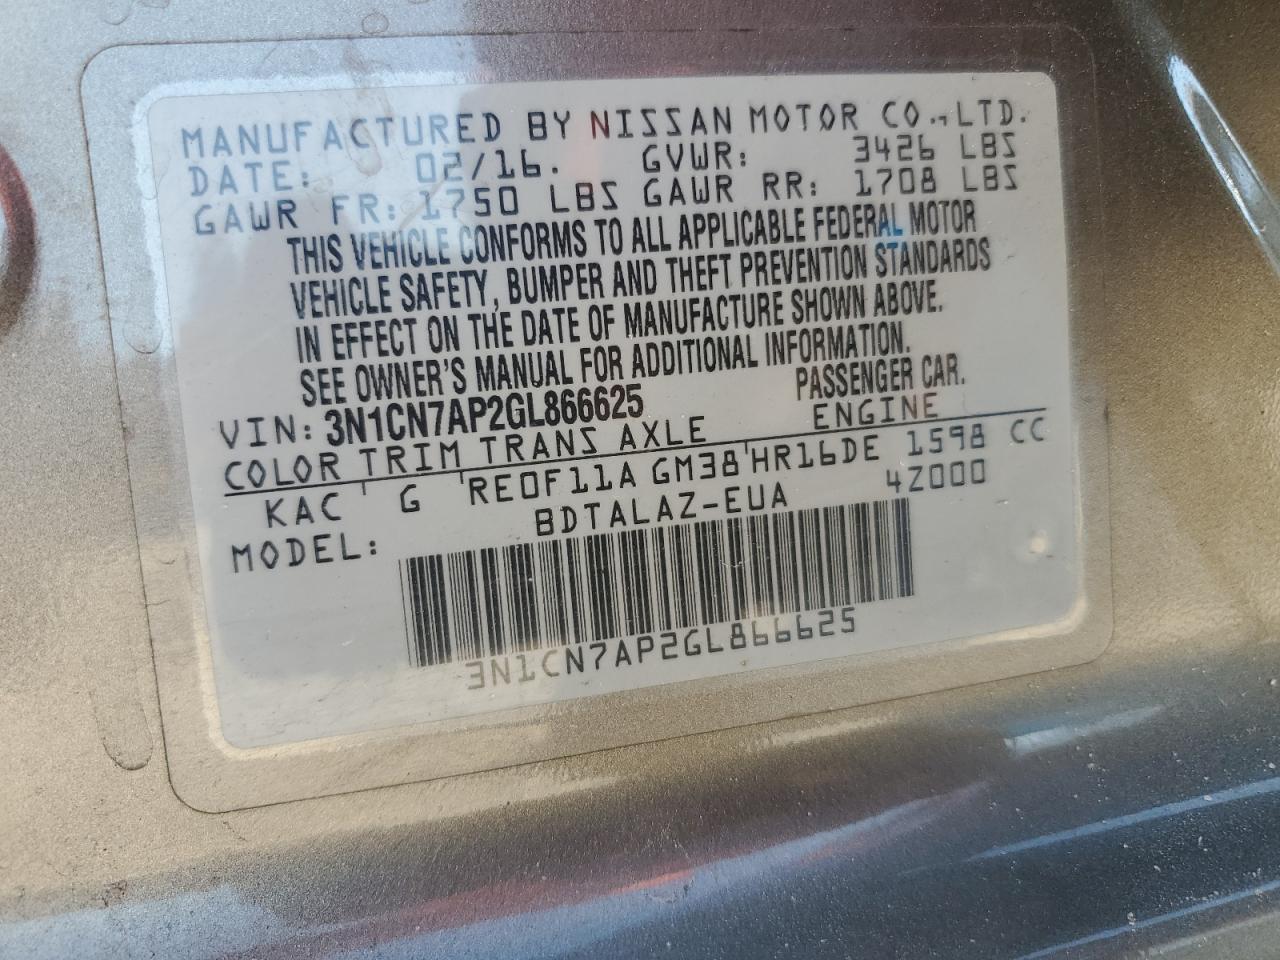 MANUFACTURED BY NISSAN MOTOR CO., LTD.
DATE: 02/16. GVWR: 3426 LBS
GAWR FR: 1750 LBS GAWR RR: 1708 LBS
THIS VEHICLE CONFORMS TO ALL APPLICABLE FEDERAL MOTOR
VEHICLE SAFETY, BUMPER AND THEFT PREVENTION STANDARDS
IN EFFECT ON THE DATE OF MANUFACTURE SHOWN ABOVE.
SEE OWNER'S MANUAL FOR ADDITIONAL INFORMATION.
VIN: 3N1CN7AP2GL866625 PASSENGER CAR.
COLOR TRIM TRANS AXLE ENGINE
KAC G RE0F11A GM38 HR16DE 1598 CC
MODEL: BDTALAZ-EUA 4Z000
3N1CN7AP2GL866625